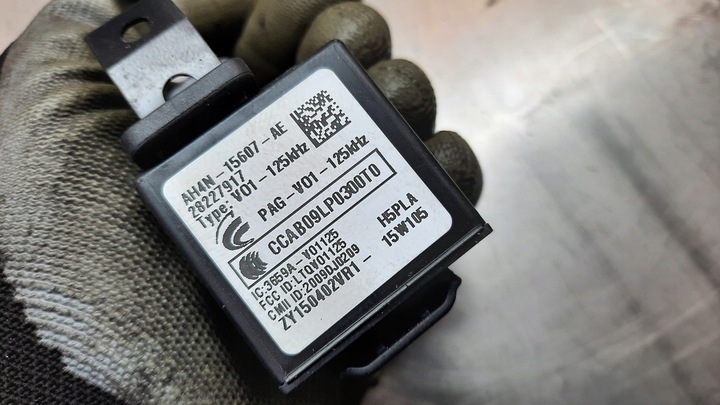 AH4N-15607-AE
28227917
Type: V01-125kHz
PAG-V01-125kHz
CCAB09LP0300T0
IC:3659A-V01125
FCC ID:LTQV01125
CMII ID:2009DJ0209
ZY150402VR1-
H5PLA
15W105